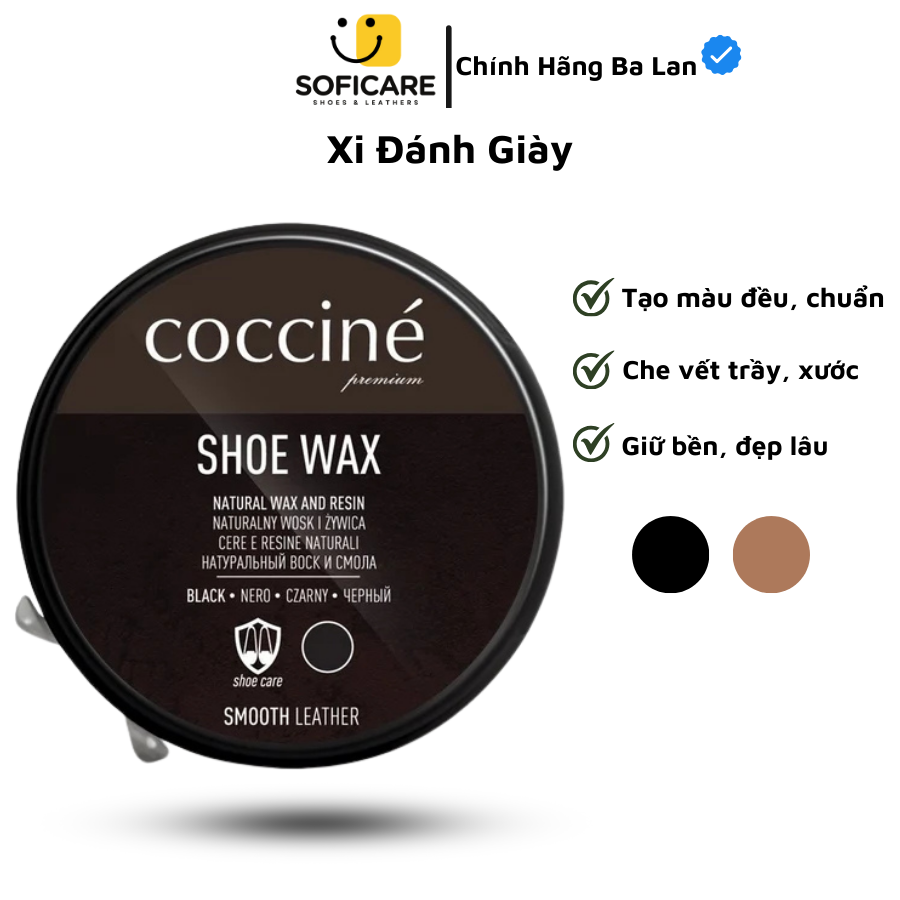 SOFICARE
SHOES & LEATHERS
Chính Hãng Ba Lan
Xi Đánh Giày
cocciné
premium
SHOE WAX
NATURAL WAX AND RESIN
NATURALNY WOSK I ŻYWICA
CERE E RESINE NATURALI
НАТУРАЛЬНЫЙ ВОСК И СМОЛА
BLACK • NERO • CZARNY • ЧЕРНЫЙ
shoe care
SMOOTH LEATHER
Tạo màu đều, chuẩn
Che vết trầy, xước
Giữ bền, đẹp lâu